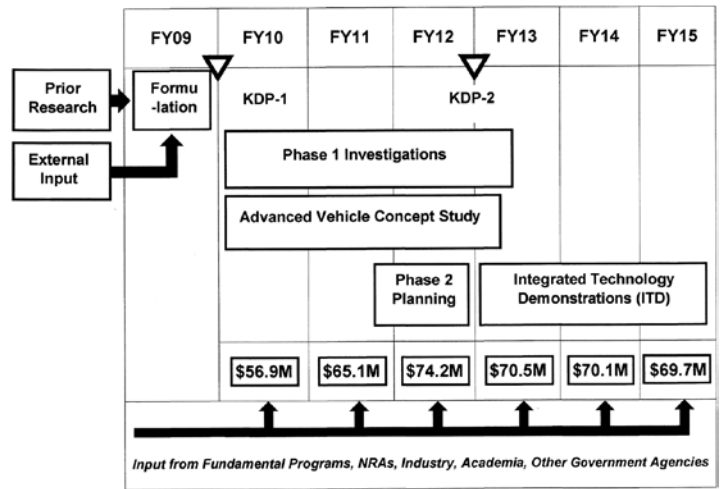 FY09 FY10 FY11 FY12 FY13 FY14 FY15
Prior
Research
Formu
-lation
KDP-1 KDP-2
External
Input
Phase 1 Investigations
Advanced Vehicle Concept Study
Phase 2
Planning
Integrated Technology
Demonstrations (ITD)
$56.9M $65.1M $74.2M $70.5M $70.1M $69.7M
Input from Fundamental Programs, NRAs, Industry, Academia, Other Government Agencies